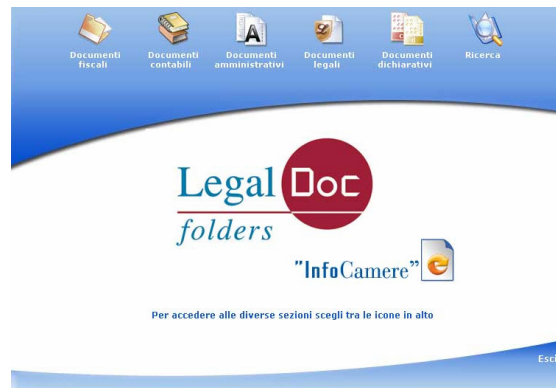 Documenti fiscali
Documenti contabili
A
Documenti amministrativi
Documenti legali
Documenti dichiarativi
Ricerca
Legal Doc
folders
"InfoCamere"
Per accedere alle diverse sezioni scegli tra le icone in alto
Esci